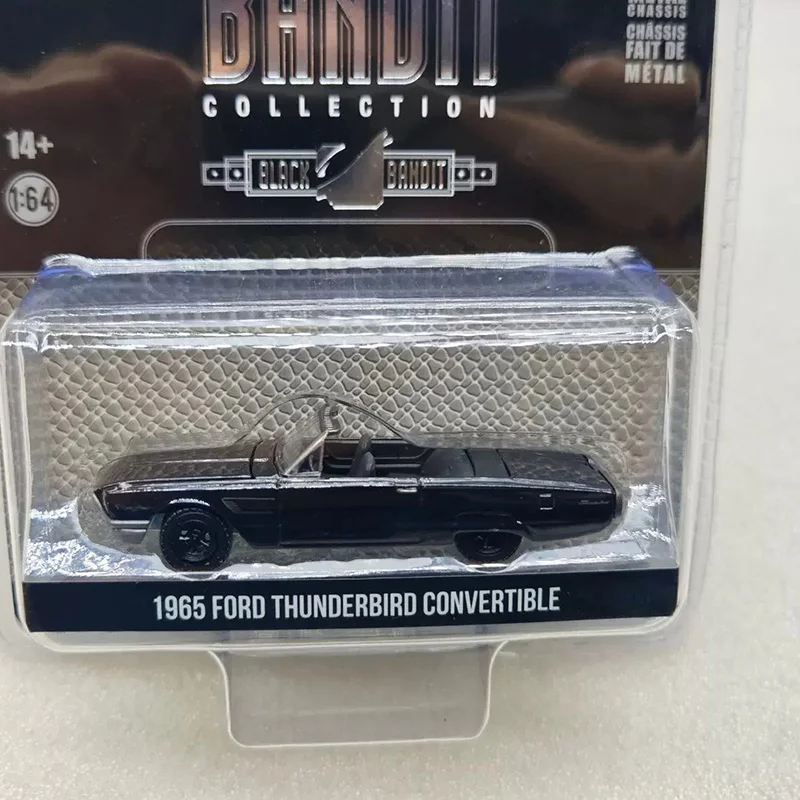 BANDIT
COLLECTION
CHASSIS
CHÂSSIS
FAIT DE
MÉTAL
14+
1:64
BLACK BANDIT
1965 FORD THUNDERBIRD CONVERTIBLE